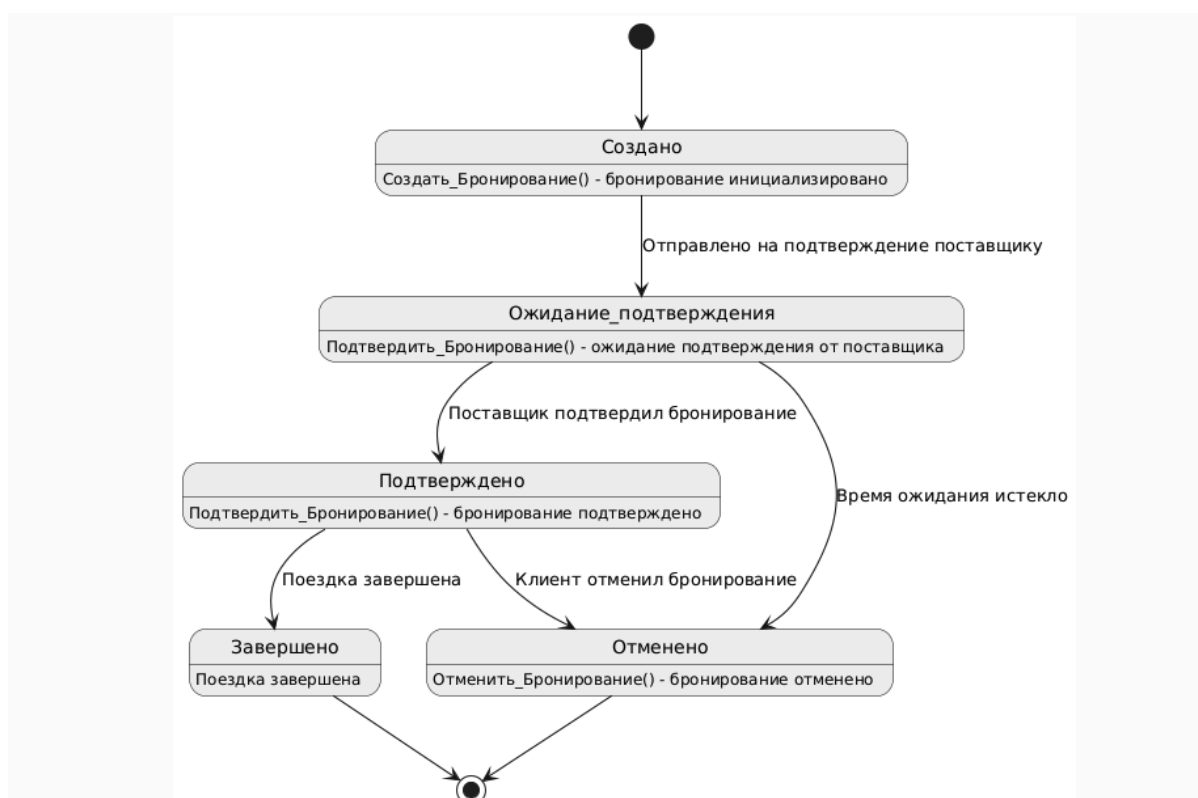 Создано
Создать_Бронирование() - бронирование инициализировано
Отправлено на подтверждение поставщику
Ожидание_подтверждения
Подтвердить_Бронирование() - ожидание подтверждения от поставщика
Поставщик подтвердил бронирование
Подтверждено
Время ожидания истекло
Подтвердить_Бронирование() - бронирование подтверждено
Поездка завершена
Клиент отменил бронирование
Завершено
Отменено
Поездка завершена
Отменить_Бронирование() - бронирование отменено